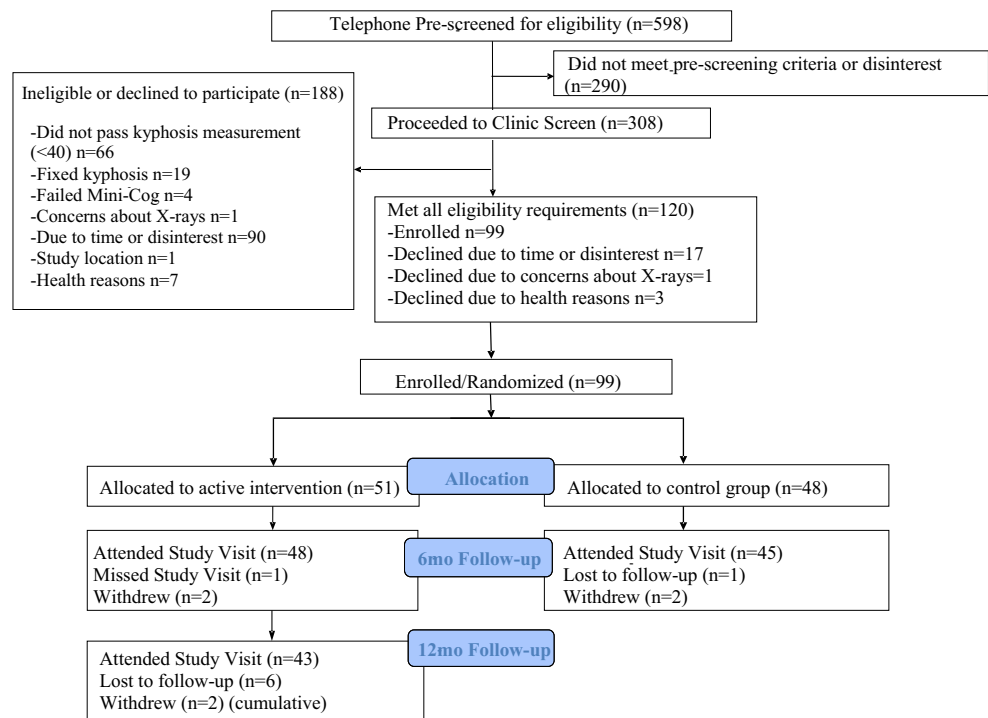 Telephone Pre-screened for eligibility (n=598)
Did not meet pre-screening criteria or disinterest
(n=290)
Ineligible or declined to participate (n=188)
-Did not pass kyphosis measurement
(<40) n=66
-Fixed kyphosis n=19
-Failed Mini-Cog n=4
-Concerns about X-rays n=1
-Due to time or disinterest n=90
-Study location n=1
-Health reasons n=7
Proceeded to Clinic Screen (n=308)
Met all eligibility requirements (n=120)
-Enrolled n=99
-Declined due to time or disinterest n=17
-Declined due to concerns about X-rays=1
-Declined due to health reasons n=3
Enrolled/Randomized (n=99)
Allocation
Allocated to active intervention (n=51)
Allocated to control group (n=48)
6mo Follow-up
Attended Study Visit (n=48)
Missed Study Visit (n=1)
Withdrew (n=2)
Attended Study Visit (n=45)
Lost to follow-up (n=1)
Withdrew (n=2)
12mo Follow-up
Attended Study Visit (n=43)
Lost to follow-up (n=6)
Withdrew (n=2) (cumulative)